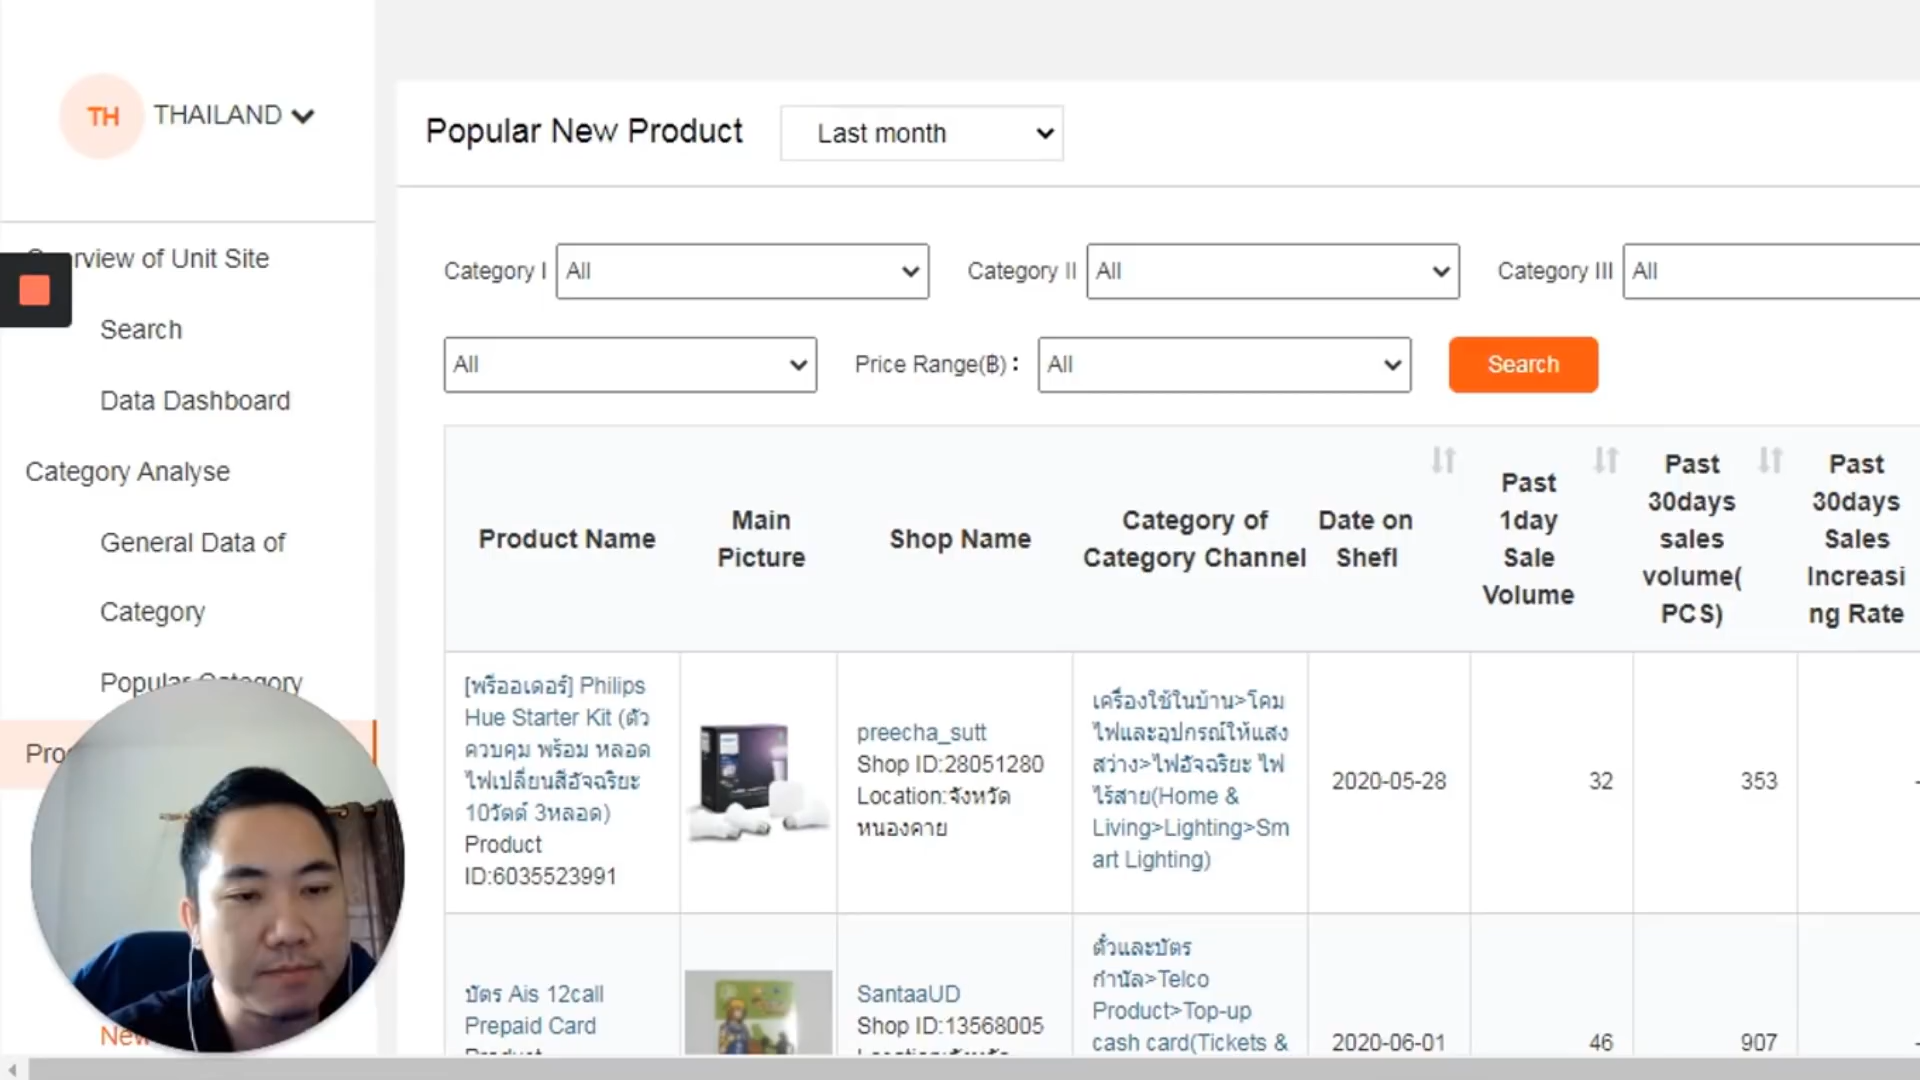 TH THAILAND
Popular New Product
Last month
Overview of Unit Site
Search
Data Dashboard
Category Analyse
General Data of
Category
Popular Category
Category I All
Category II All
Category III All
All
Price Range(฿): All
Search
Product Name
Main
Picture
Shop Name
Category of
Category Channel
Date on
Shefl
Past
1day
Sale
Volume
Past
30days
sales
volume(
PCS)
Past
30days
Sales
Increasi
ng Rate
[พรีออเดอร์] Philips
Hue Starter Kit (ตัว
ควบคุม พร้อม หลอด
ไฟเปลี่ยนสีอัจฉริยะ
10วัตต์ 3หลอด)
Product
ID:6035523991
preecha_sutt
Shop ID:28051280
Location:จังหวัด
หนองคาย
เครื่องใช้ในบ้าน>โคม
ไฟและอุปกรณ์ให้แสง
สว่าง>ไฟอัจฉริยะ ไฟ
ไร้สาย(Home &
Living>Lighting>Sm
art Lighting)
2020-05-28
32
353
บัตร Ais 12call
Prepaid Card
Product
SantaaUD
Shop ID:13568005
Location:จังหวัด
ตั๋วและบัตร
กำนัล>Telco
Product>Top-up
cash card(Tickets &
2020-06-01
46
907
New